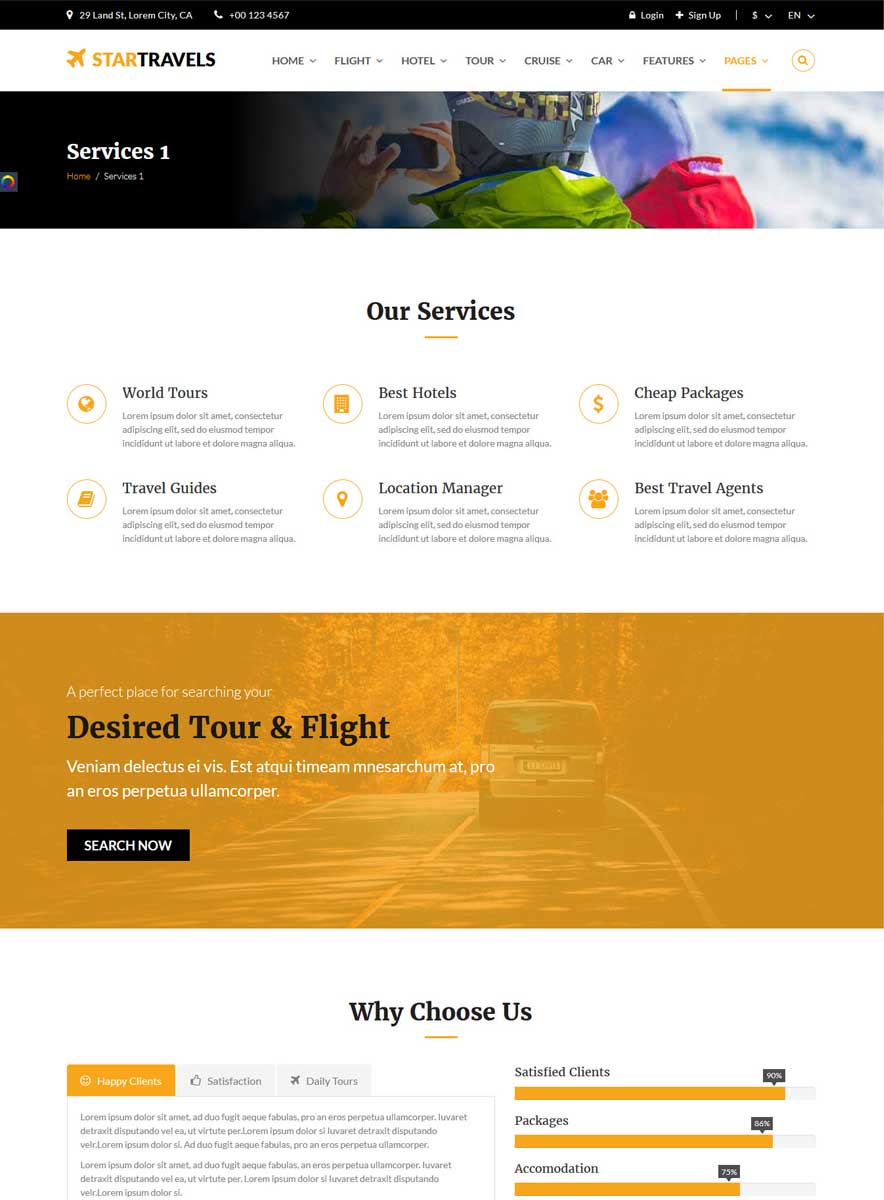 29 Land St, Lorem City, CA +00 123 4567 Login Sign Up $ EN
STARTRAVELS HOME FLIGHT HOTEL TOUR CRUISE CAR FEATURES PAGES
Services 1
Home / Services 1
Our Services
World Tours
Lorem ipsum dolor sit amet, consectetur
adipiscing elit, sed do eiusmod tempor
incididunt ut labore et dolore magna aliqua.
Best Hotels
Lorem ipsum dolor sit amet, consectetur
adipiscing elit, sed do eiusmod tempor
incididunt ut labore et dolore magna aliqua.
Cheap Packages
Lorem ipsum dolor sit amet, consectetur
adipiscing elit, sed do eiusmod tempor
incididunt ut labore et dolore magna aliqua.
Travel Guides
Lorem ipsum dolor sit amet, consectetur
adipiscing elit, sed do eiusmod tempor
incididunt ut labore et dolore magna aliqua.
Location Manager
Lorem ipsum dolor sit amet, consectetur
adipiscing elit, sed do eiusmod tempor
incididunt ut labore et dolore magna aliqua.
Best Travel Agents
Lorem ipsum dolor sit amet, consectetur
adipiscing elit, sed do eiusmod tempor
incididunt ut labore et dolore magna aliqua.
A perfect place for searching your
Desired Tour & Flight
Veniam delectus ei vis. Est atqui timeam mnesarchum at, pro
an eros perpetua ullamcorper.
SEARCH NOW
Why Choose Us
Happy Clients Satisfaction Daily Tours
Lorem ipsum dolor sit amet, ad duo fugit aeque fabulas, pro an eros perpetua ullamcorper. Iuvaret
detraxit disputando vel ea, ut virtute per.Lorem ipsum dolor si Iuvaret detraxit disputando
velr.Lorem ipsum dolor si. Ad duo fugit aeque fabulas, pro an eros perpetua ullamcorper.
Lorem ipsum dolor sit amet, ad duo fugit aeque fabulas, an eros perpetua ullamcorper. Iuvaret
detraxit disputando vel ea, ut virtute per. Lorem ipsum dolor si Iuvaret detraxit disputando
velr.Lorem ipsum dolor si.
Satisfied Clients
90%
Packages
86%
Accomodation
75%